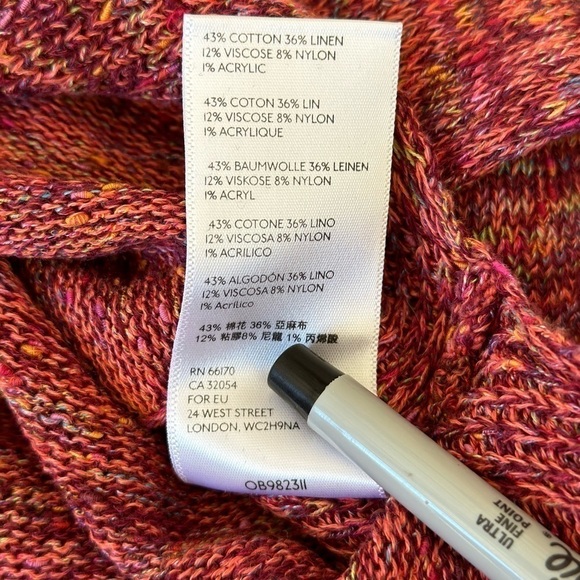 43% COTTON 36% LINEN
12% VISCOSE 8% NYLON
1% ACRYLIC
43% COTON 36% LIN
12% VISCOSE 8% NYLON
1% ACRYLIQUE
43% BAUMWOLLE 36% LEINEN
12% VISKOSE 8% NYLON
1% ACRYL
43% COTONE 36% LINO
12% VISCOSA 8% NYLON
1% ACRILICO
43% ALGODÓN 36% LINO
12% VISCOSA 8% NYLON
1% Acrílico
43% 棉花 36% 亞麻布
12% 粘膠8% 尼龍 1% 丙烯酸
RN 66170
CA 32054
FOR EU
24 WEST STREET
LONDON, WC2H9NA
OB982311
ULTRA
FINE
POINT